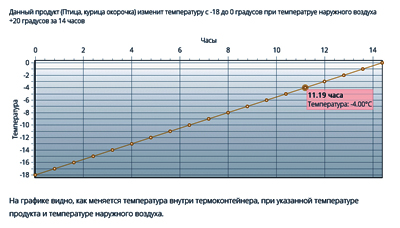 Данный продукт (Птица, курица окорочка) изменит температуру с -18 до 0 градусов при температруе наружного воздуха
+20 градусов за 14 часов
Часы
0 2 4 6 8 10 12 14
Температура
0
-2
-4
-6
-8
-10
-12
-14
-16
-18
11.19 часа
Температура: -4.00°C
На графике видно, как меняется температура внутри термоконтейнера, при указанной температуре
продукта и температуре наружного воздуха.